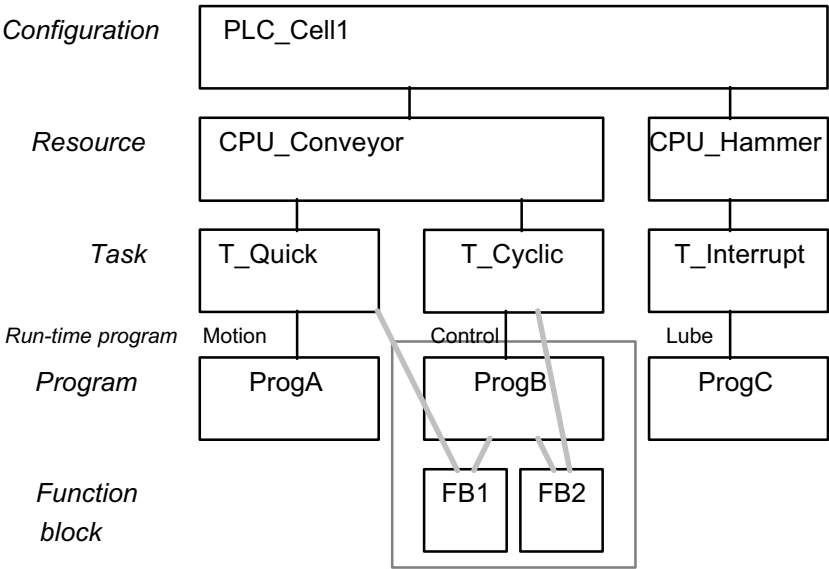 Configuration PLC_Cell1
Resource CPU_Conveyor CPU_Hammer
Task T_Quick T_Cyclic T_Interrupt
Run-time program Motion Control Lube
Program ProgA ProgB ProgC
Function FB1 FB2
block